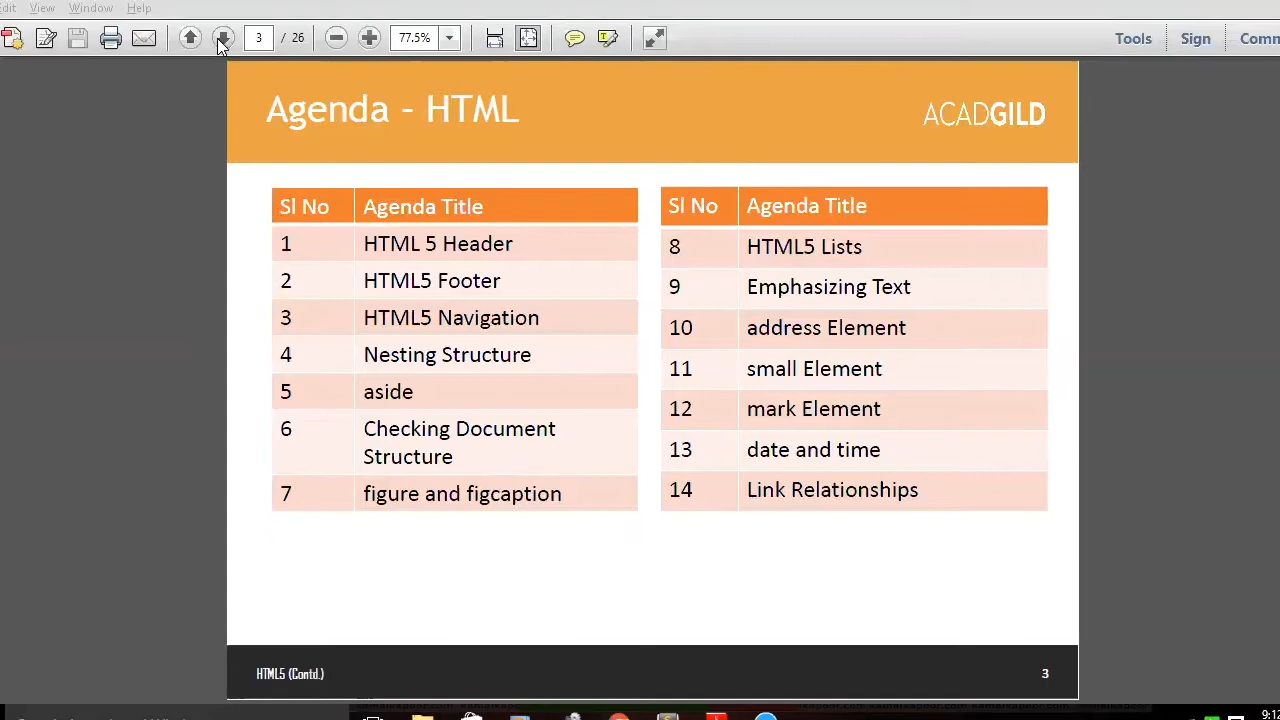 View Window Help
3 / 26 77.5% Tools Sign
Agenda – HTML
ACADGILD
Sl No Agenda Title
1 HTML 5 Header
2 HTML5 Footer
3 HTML5 Navigation
4 Nesting Structure
5 aside
6 Checking Document
Structure
7 figure and figcaption
Sl No Agenda Title
8 HTML5 Lists
9 Emphasizing Text
10 address Element
11 small Element
12 mark Element
13 date and time
14 Link Relationships
HTML5 (Contd.) 3